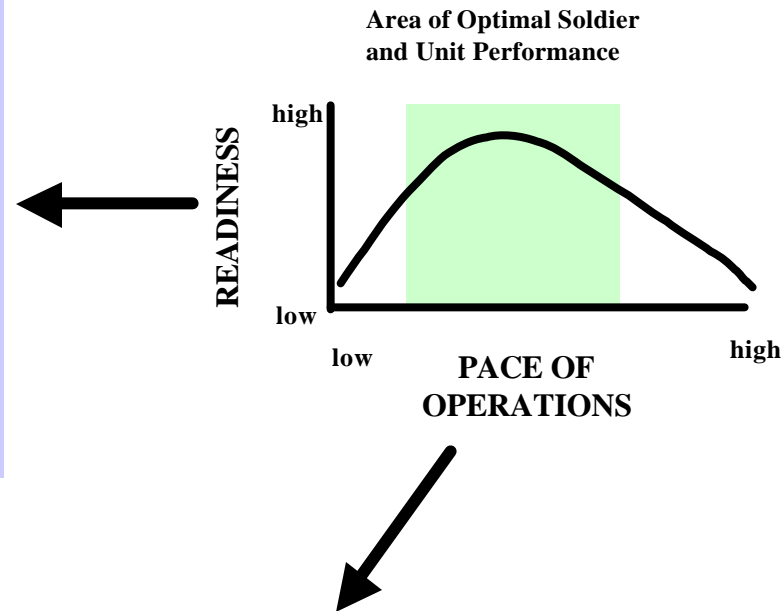 Area of Optimal Soldier
and Unit Performance
high
READINESS
low
low
high
PACE OF
OPERATIONS